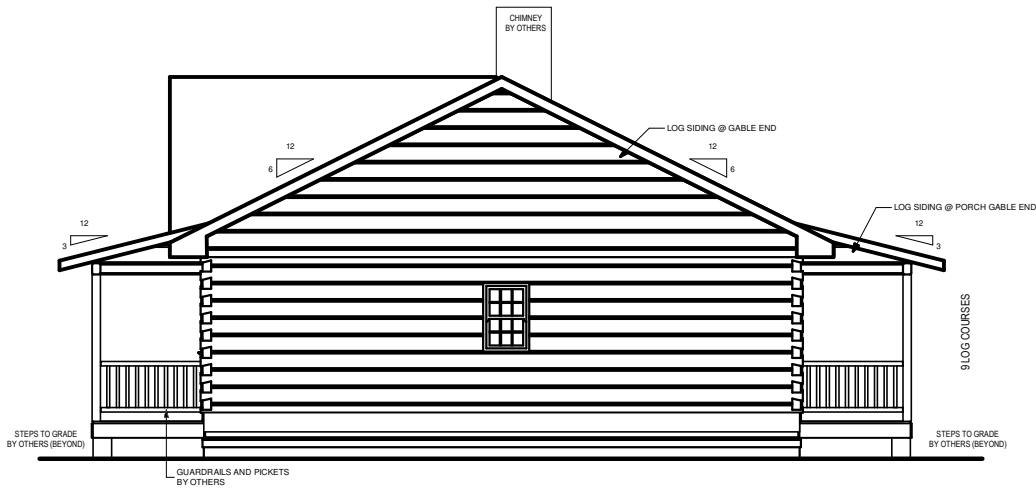 CHIMNEY
BY OTHERS
LOG SIDING @ GABLE END
12
6
12
6
LOG SIDING @ PORCH GABLE END
12
3
12
3
9 LOG COURSES
STEPS TO GRADE
BY OTHERS (BEYOND)
STEPS TO GRADE
BY OTHERS (BEYOND)
GUARDRAILS AND PICKETS
BY OTHERS